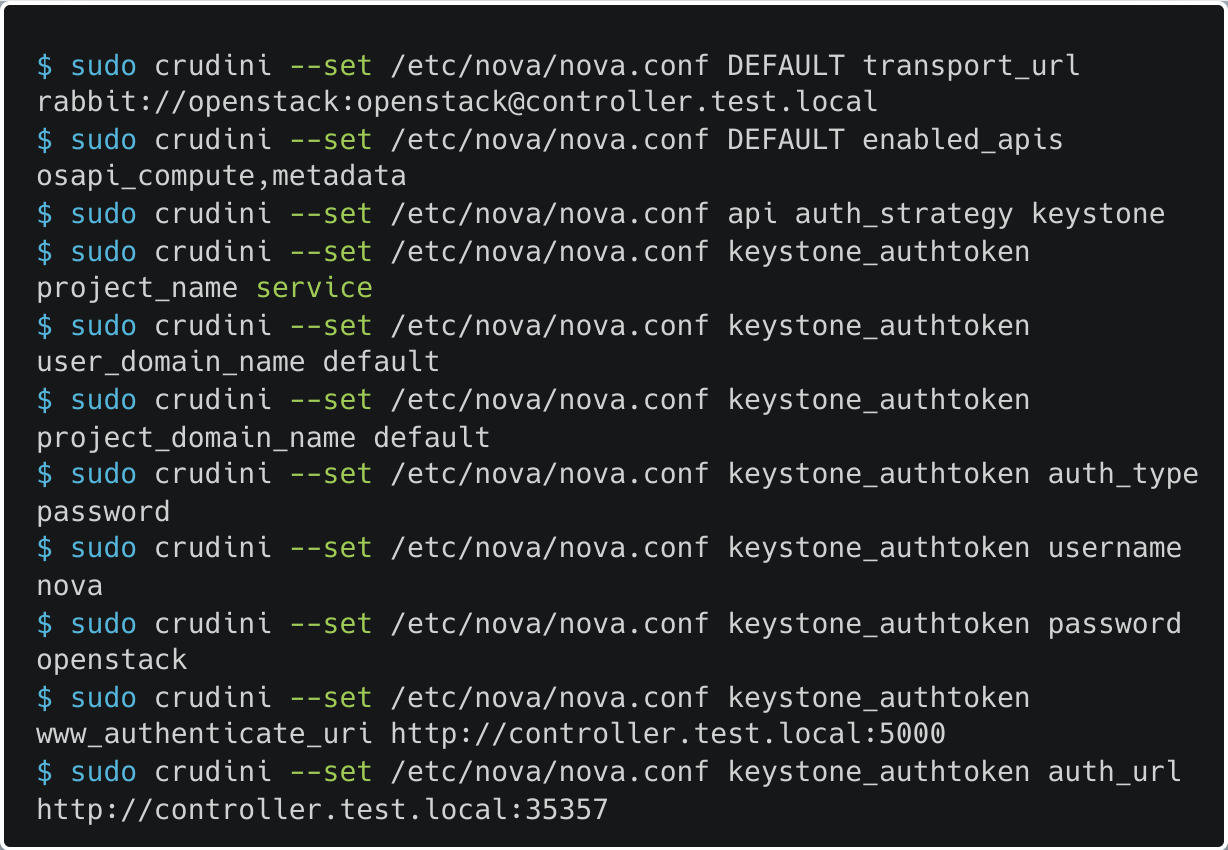 $ sudo crudini --set /etc/nova/nova.conf DEFAULT transport_url
rabbit://openstack:openstack@controller.test.local
$ sudo crudini --set /etc/nova/nova.conf DEFAULT enabled_apis
osapi_compute,metadata
$ sudo crudini --set /etc/nova/nova.conf api auth_strategy keystone
$ sudo crudini --set /etc/nova/nova.conf keystone_authtoken
project_name service
$ sudo crudini --set /etc/nova/nova.conf keystone_authtoken
user_domain_name default
$ sudo crudini --set /etc/nova/nova.conf keystone_authtoken
project_domain_name default
$ sudo crudini --set /etc/nova/nova.conf keystone_authtoken auth_type
password
$ sudo crudini --set /etc/nova/nova.conf keystone_authtoken username
nova
$ sudo crudini --set /etc/nova/nova.conf keystone_authtoken password
openstack
$ sudo crudini --set /etc/nova/nova.conf keystone_authtoken
www_authenticate_uri http://controller.test.local:5000
$ sudo crudini --set /etc/nova/nova.conf keystone_authtoken auth_url
http://controller.test.local:35357